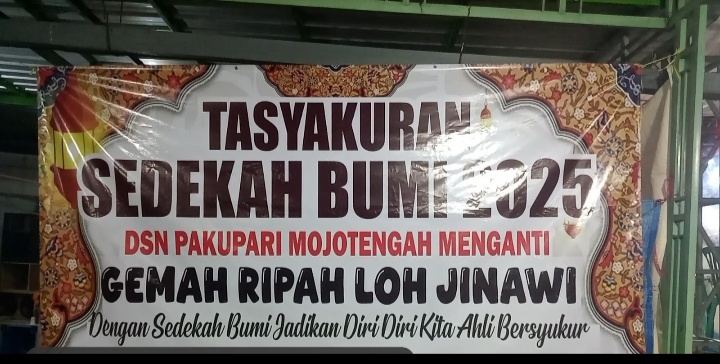 TASYAKURAN
SEDEKAH BUMI 2025
DSN PAKUPARI MOJOTENGAH MENGANTI
GEMAH RIPAH LOH JINAWI
Dengan Sedekah Bumi Jadikan Diri Diri Kita Ahli Bersyukur